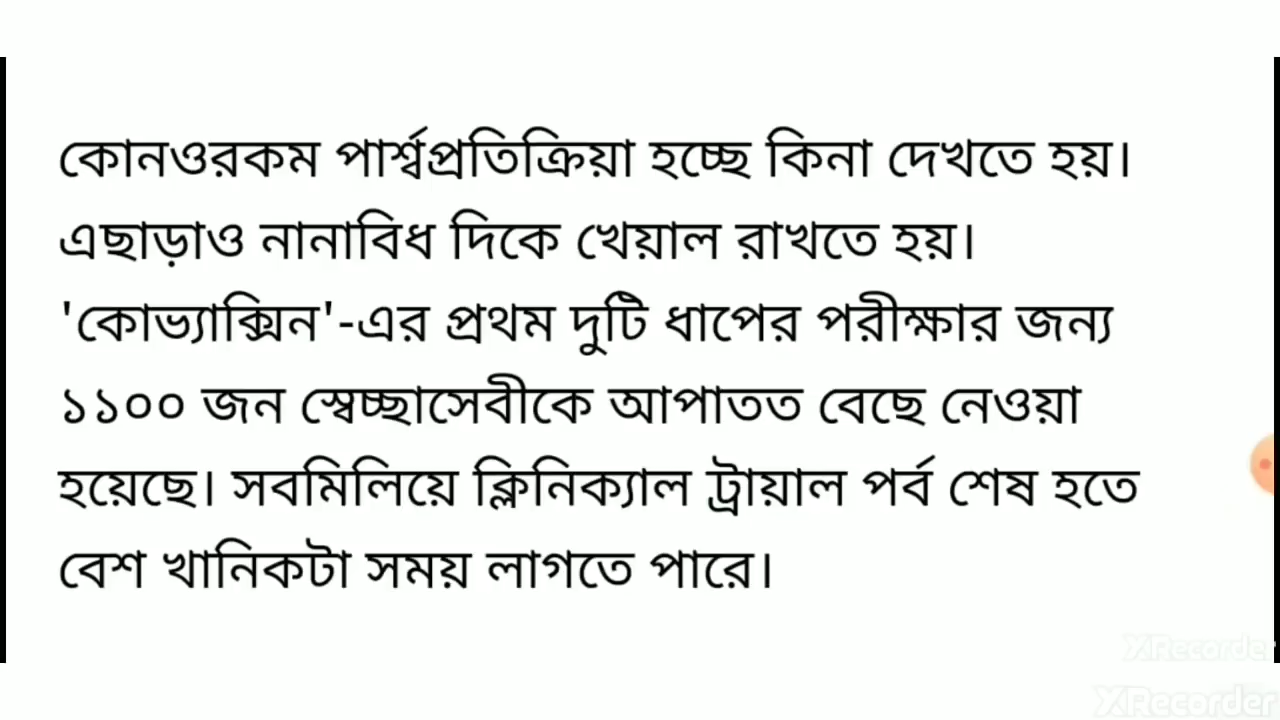 কোনওরকম পার্শ্বপ্রতিক্রিয়া হচ্ছে কিনা দেখতে হয়।
এছাড়াও নানাবিধ দিকে খেয়াল রাখতে হয়।
'কোভ্যাক্সিন'-এর প্রথম দুটি ধাপের পরীক্ষার জন্য
১১০০ জন স্বেচ্ছাসেবীকে আপাতত বেছে নেওয়া
হয়েছে। সবমিলিয়ে ক্লিনিক্যাল ট্রায়াল পর্ব শেষ হতে
বেশ খানিকটা সময় লাগতে পারে।
XRecorder
XRecorder